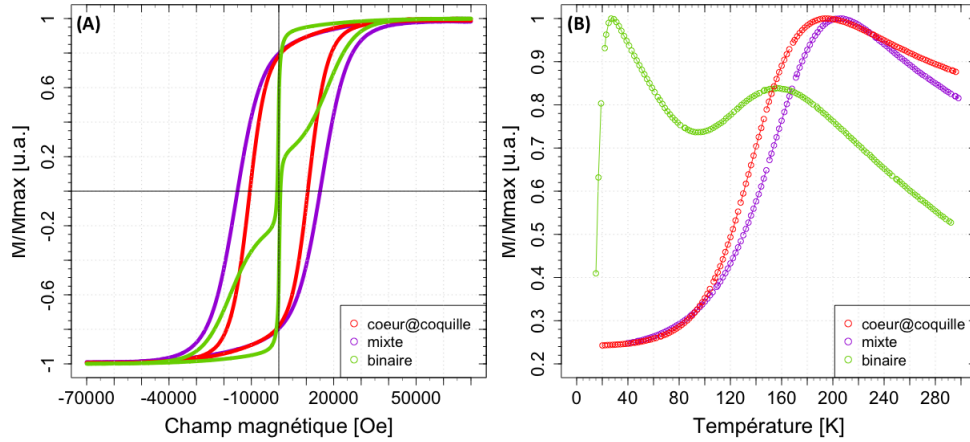 (A)
M/Mmax [u.a.]
1
0.6
0.2
-0.2
-0.6
-1
-70000
-40000
-10000
20000
50000
Champ magnétique [Oe]
coeur@coquille
mixte
binaire
(B)
M/Mmax [u.a.]
1
0.9
0.8
0.7
0.6
0.5
0.4
0.3
0.2
0
40
80
120
160
200
240
280
Température [K]
coeur@coquille
mixte
binaire